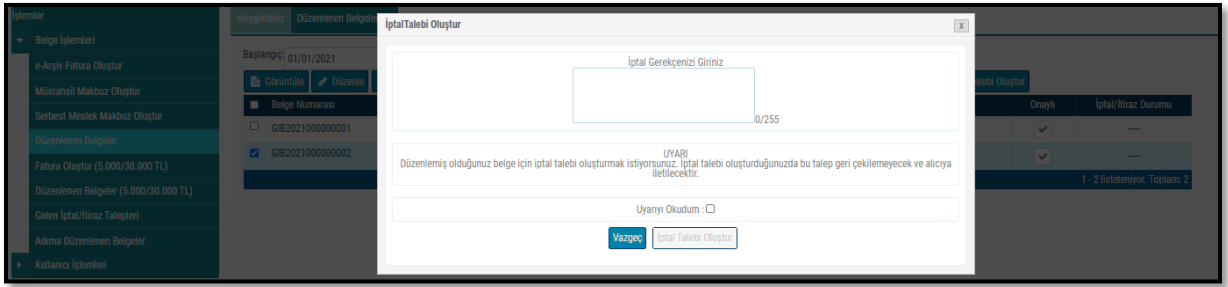 işlemler
Belge İşlemleri
e-Arşiv Fatura Oluştur
Müstahsil Makbuz Oluştur
Serbest Meslek Makbuz Oluştur
Düzenlenen Belgeler
Fatura Oluştur (5.000/30.000 TL)
Düzenlenen Belgeler (5.000/30.000 TL)
Gelen İptal/İtiraz Talepleri
Adıma Düzenlenen Belgeler
Kullanıcı İşlemleri
Hoşgeldiniz Düzenlenen Belgele
Başlangıç: 01/01/2021
Görüntüle Düzenle alebi Oluştur
Belge Numarası Onaylı İptal/İtiraz Durumu
GIB2021000000001 ----
GIB2021000000002 ----
1 - 2 listeleniyor. Toplam: 2
İptalTalebi Oluştur X
İptal Gerekçenizi Giriniz
0/255
UYARI
Düzenlemiş olduğunuz belge için iptal talebi oluşturmak istiyorsunuz. İptal talebi oluşturduğunuzda bu talep geri çekilemeyecek ve alıcıya
iletilecektir.
Uyarıyı Okudum :
Vazgeç İptal Talebi Oluştur